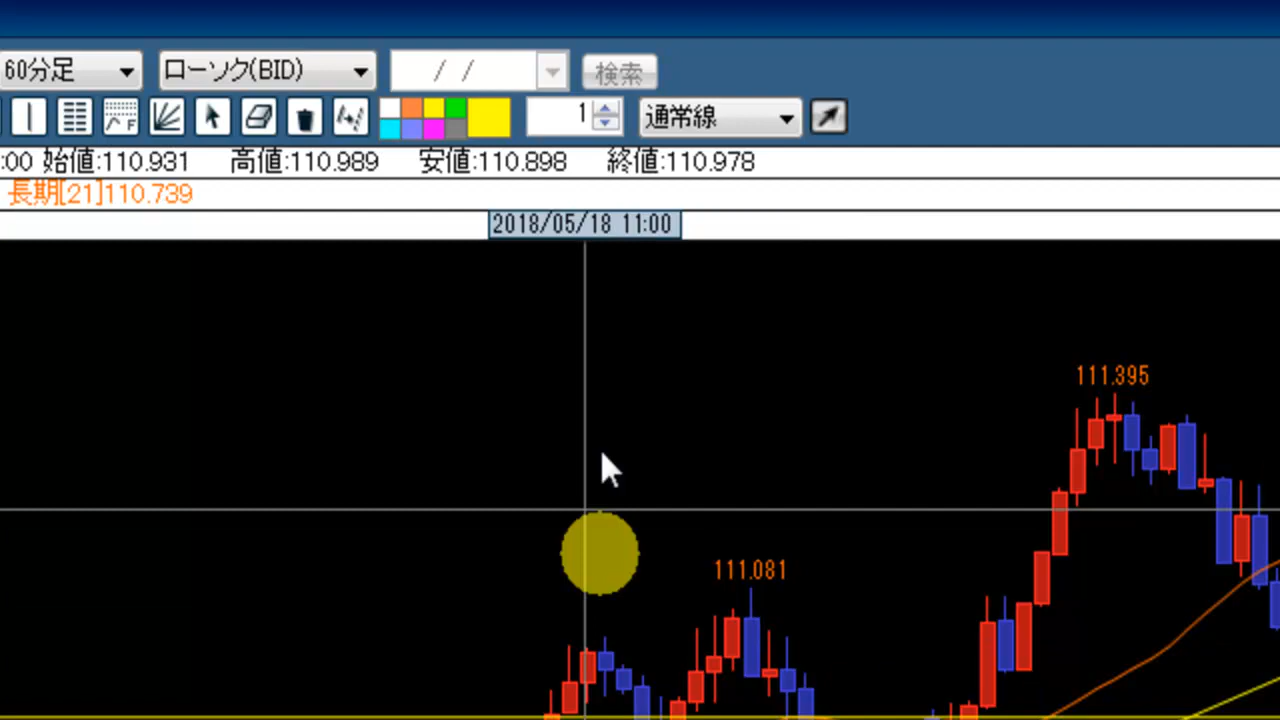 60分足 ローソク(BID) / / 検索
F 1 通常線
:00 始値:110.931 高値:110.989 安値:110.898 終値:110.978
長期[21]110.739
2018/05/18 11:00
111.395
111.081